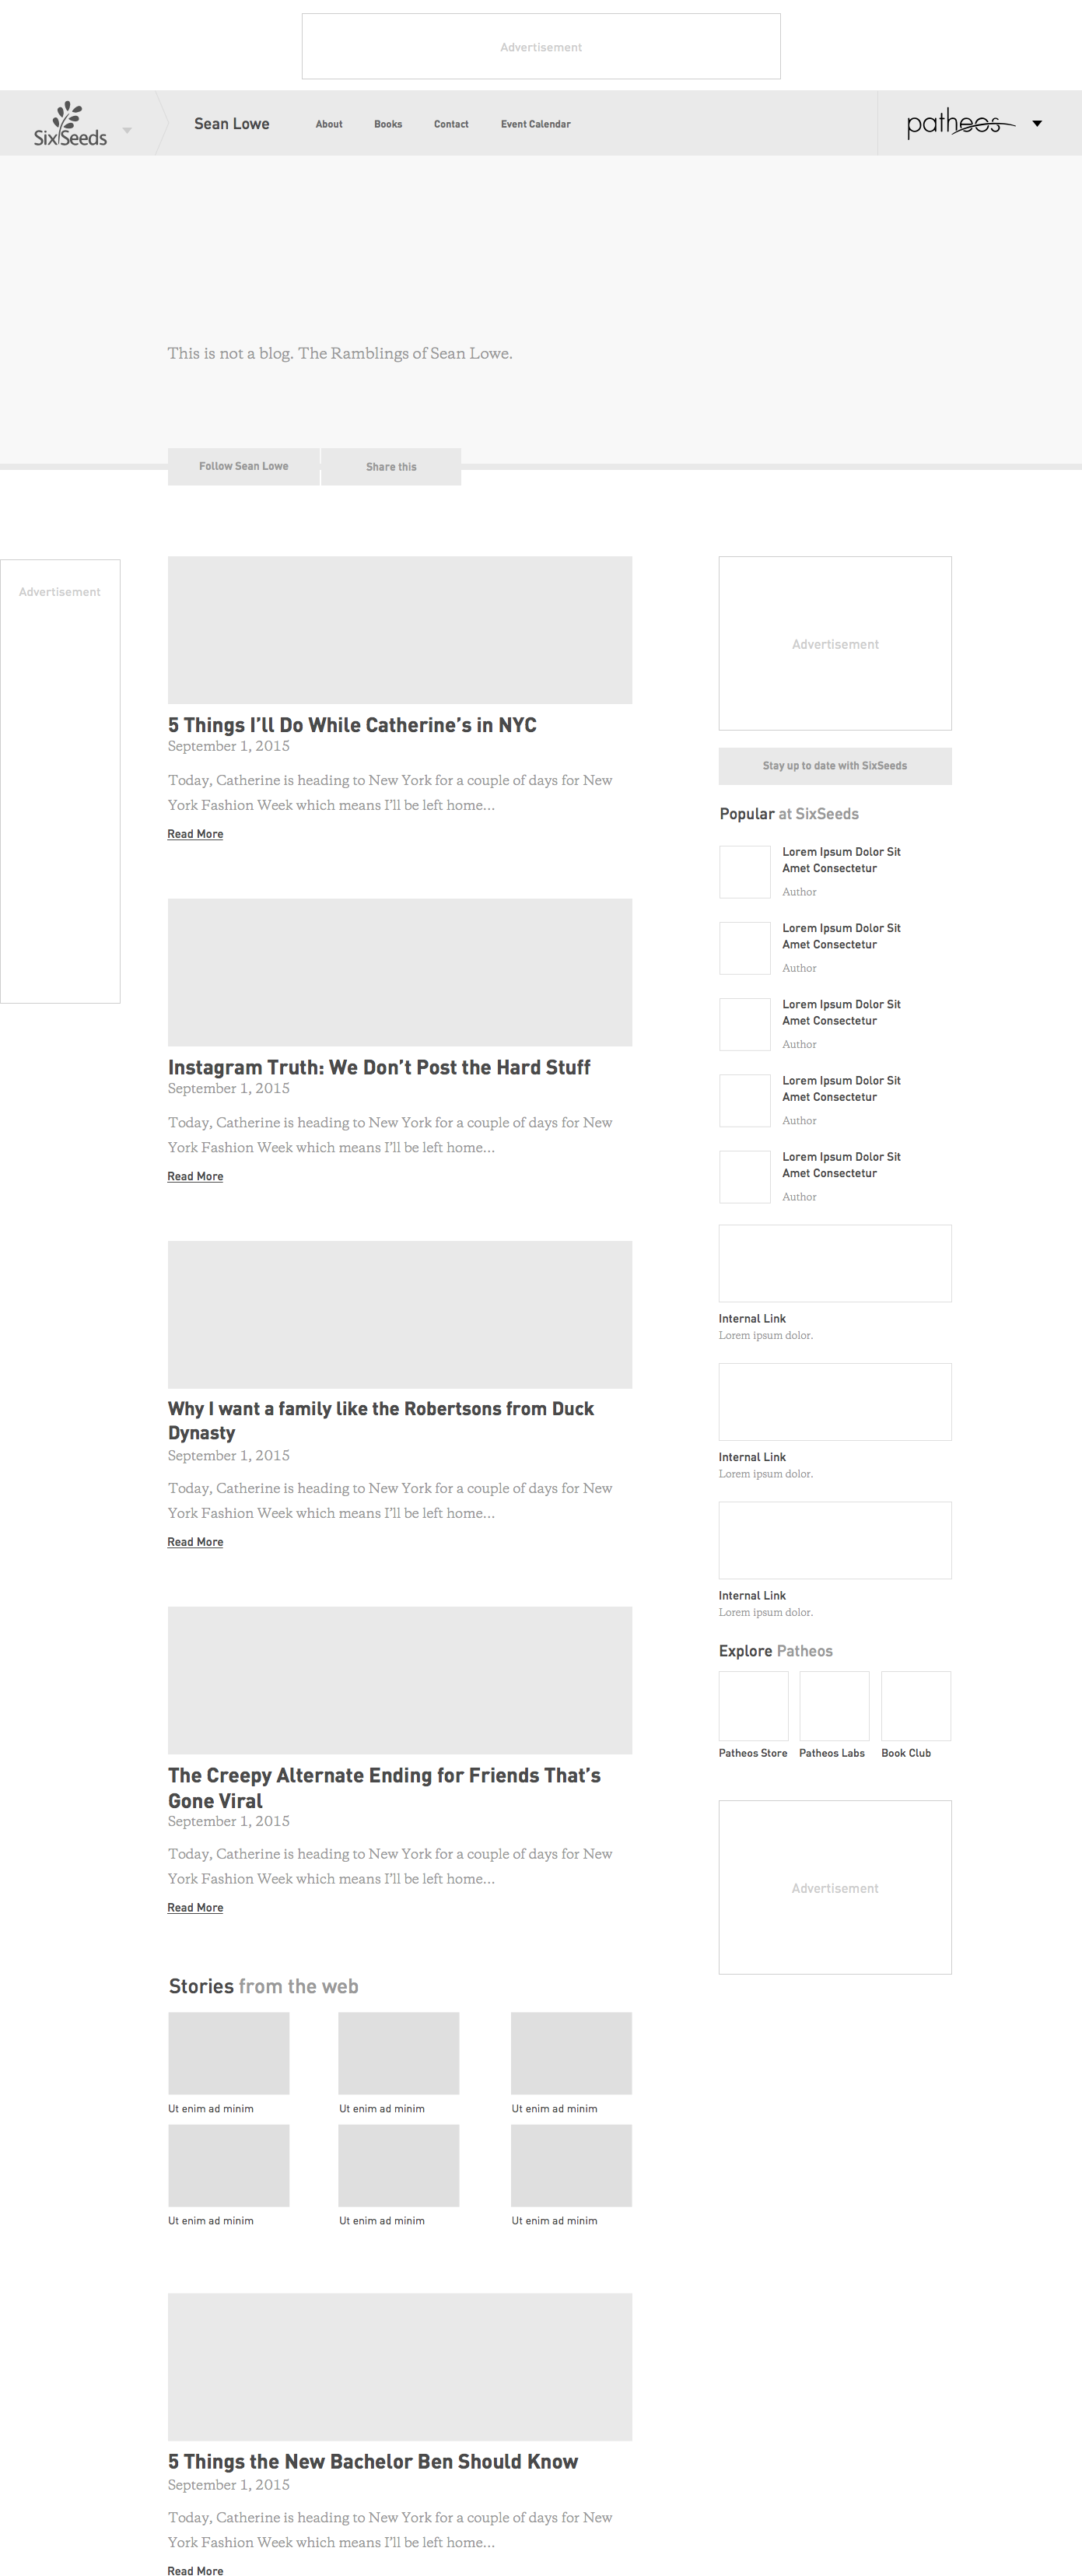 Advertisement
SixSeeds
Sean Lowe
About
Books
Contact
Event Calendar
patheos
This is not a blog. The Ramblings of Sean Lowe.
Follow Sean Lowe
Share this
Advertisement
5 Things I’ll Do While Catherine’s in NYC
September 1, 2015
Today, Catherine is heading to New York for a couple of days for New
York Fashion Week which means I’ll be left home…
Read More
Instagram Truth: We Don’t Post the Hard Stuff
September 1, 2015
Today, Catherine is heading to New York for a couple of days for New
York Fashion Week which means I’ll be left home…
Read More
Why I want a family like the Robertsons from Duck
Dynasty
September 1, 2015
Today, Catherine is heading to New York for a couple of days for New
York Fashion Week which means I’ll be left home…
Read More
The Creepy Alternate Ending for Friends That’s
Gone Viral
September 1, 2015
Today, Catherine is heading to New York for a couple of days for New
York Fashion Week which means I’ll be left home…
Read More
Stories from the web
Ut enim ad minim
Ut enim ad minim
Ut enim ad minim
Ut enim ad minim
Ut enim ad minim
Ut enim ad minim
5 Things the New Bachelor Ben Should Know
September 1, 2015
Today, Catherine is heading to New York for a couple of days for New
York Fashion Week which means I’ll be left home…
Read More
Advertisement
Stay up to date with SixSeeds
Popular at SixSeeds
Lorem Ipsum Dolor Sit
Amet Consectetur
Author
Lorem Ipsum Dolor Sit
Amet Consectetur
Author
Lorem Ipsum Dolor Sit
Amet Consectetur
Author
Lorem Ipsum Dolor Sit
Amet Consectetur
Author
Lorem Ipsum Dolor Sit
Amet Consectetur
Author
Internal Link
Lorem ipsum dolor.
Internal Link
Lorem ipsum dolor.
Internal Link
Lorem ipsum dolor.
Explore Patheos
Patheos Store
Patheos Labs
Book Club
Advertisement